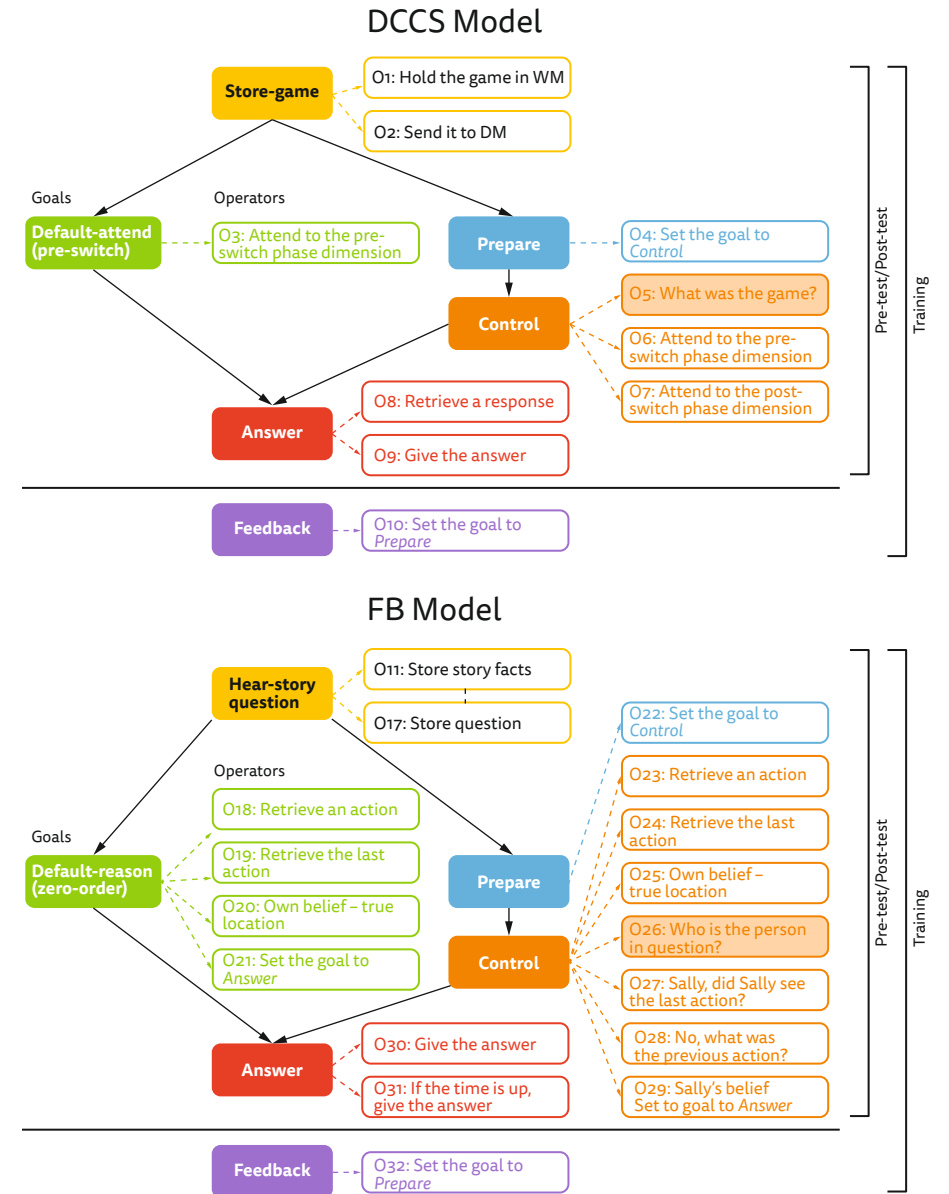 DCCS Model
Store-game
O1: Hold the game in WM
O2: Send it to DM
Goals
Operators
Default-attend
(pre-switch)
O3: Attend to the pre-
switch phase dimension
Prepare
O4: Set the goal to
Control
Control
O5: What was the game?
O6: Attend to the pre-
switch phase dimension
O7: Attend to the post-
switch phase dimension
Answer
O8: Retrieve a response
O9: Give the answer
Pre-test/Post-test
Training
Feedback
O10: Set the goal to
Prepare
FB Model
Hear-story
question
O11: Store story facts
O17: Store question
Goals
Operators
Default-reason
(zero-order)
O18: Retrieve an action
O19: Retrieve the last
action
O20: Own belief – true
location
O21: Set the goal to
Answer
Prepare
O22: Set the goal to
Control
Control
O23: Retrieve an action
O24: Retrieve the last
action
O25: Own belief –
true location
O26: Who is the person
in question?
O27: Sally, did Sally see
the last action?
O28: No, what was
the previous action?
O29: Sally's belief
Set to goal to Answer
Answer
O30: Give the answer
O31: If the time is up,
give the answer
Pre-test/Post-test
Training
Feedback
O32: Set the goal to
Prepare